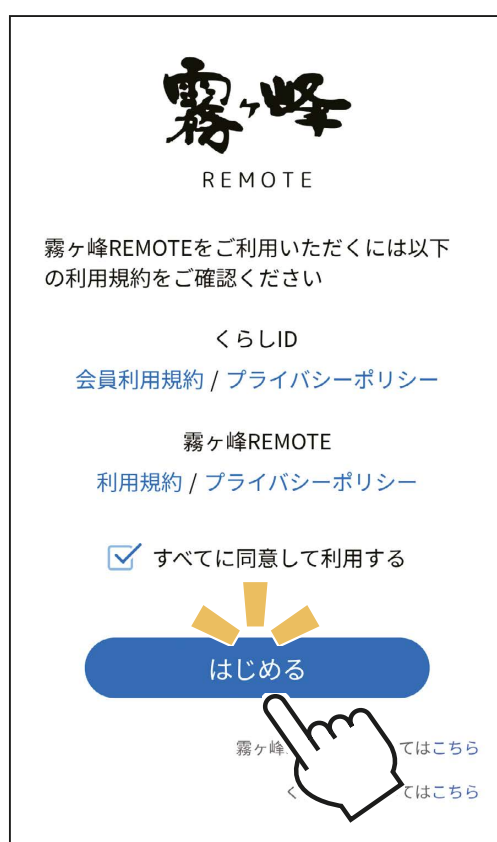 霧ヶ峰
REMOTE
霧ヶ峰REMOTEをご利用いただくには以下
の利用規約をご確認ください
くらしID
会員利用規約 / プライバシーポリシー
霧ヶ峰REMOTE
利用規約 / プライバシーポリシー
すべてに同意して利用する
はじめる
霧ヶ峰 てはこちら
く てはこちら